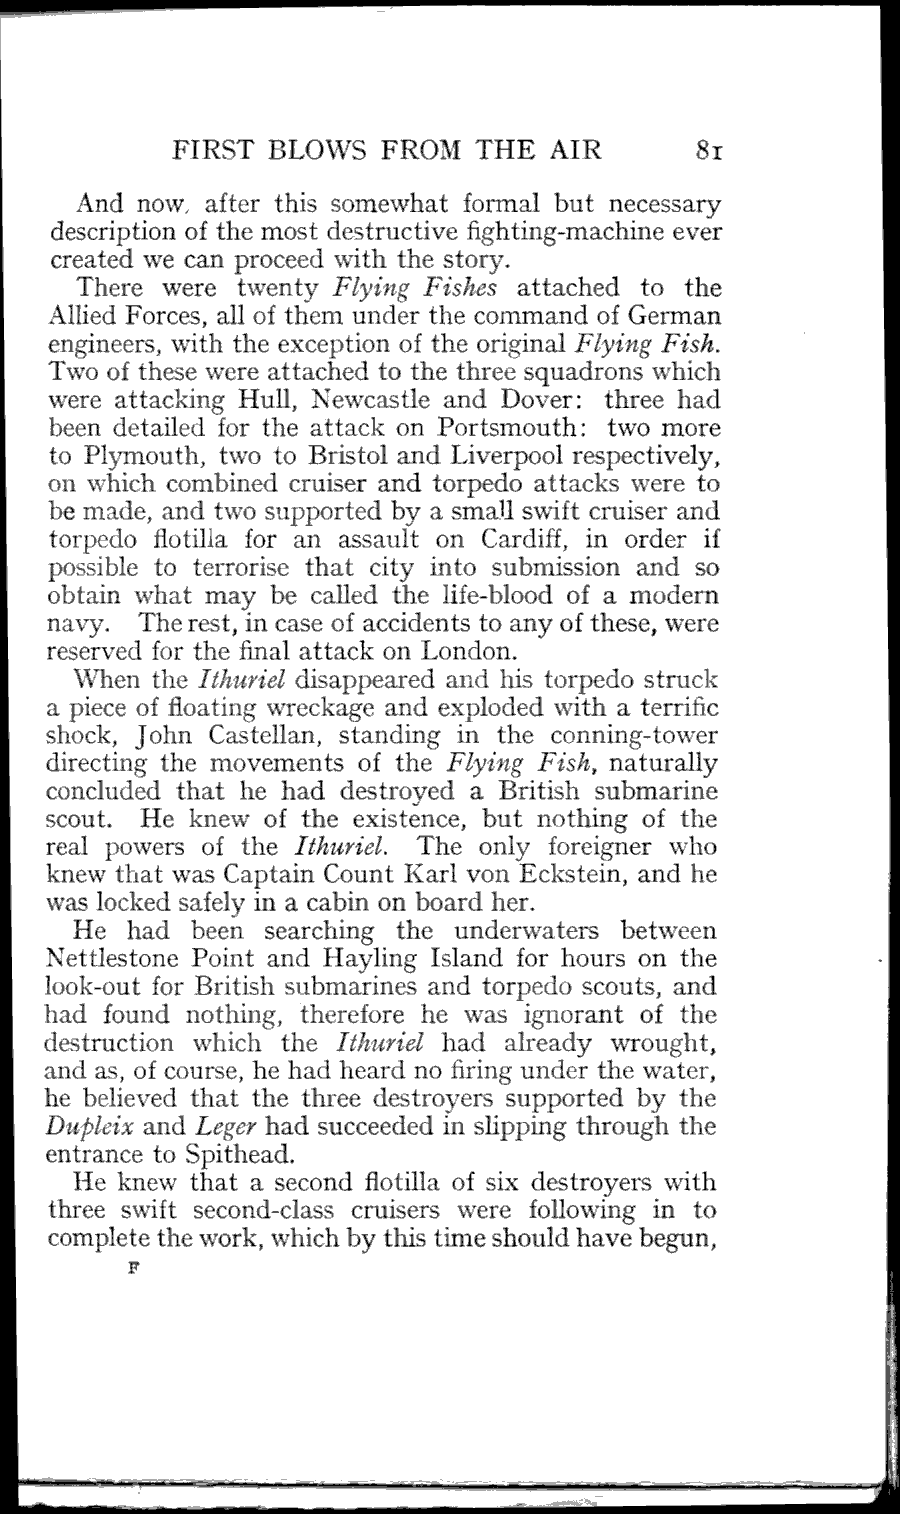 FIRST BLOWS FROM THE AIR 81
And now, after this somewhat formal but necessary
description of the most destructive fighting-machine ever
created we can proceed with the story.
There were twenty Flying Fishes attached to the
Allied Forces, all of them under the command of German
engineers, with the exception of the original Flying Fish.
Two of these were attached to the three squadrons which
were attacking Hull, Newcastle and Dover: three had
been detailed for the attack on Portsmouth: two more
to Plymouth, two to Bristol and Liverpool respectively,
on which combined cruiser and torpedo attacks were to
be made, and two supported by a small swift cruiser and
torpedo flotilla for an assault on Cardiff, in order if
possible to terrorise that city into submission and so
obtain what may be called the life-blood of a modern
navy. The rest, in case of accidents to any of these, were
reserved for the final attack on London.
When the Ithuriel disappeared and his torpedo struck
a piece of floating wreckage and exploded with a terrific
shock, John Castellan, standing in the conning-tower
directing the movements of the Flying Fish, naturally
concluded that he had destroyed a British submarine
scout. He knew of the existence, but nothing of the
real powers of the Ithuriel. The only foreigner who
knew that was Captain Count Karl von Eckstein, and he
was locked safely in a cabin on board her.
He had been searching the underwaters between
Nettlestone Point and Hayling Island for hours on the
look-out for British submarines and torpedo scouts, and
had found nothing, therefore he was ignorant of the
destruction which the Ithuriel had already wrought,
and as, of course, he had heard no firing under the water,
he believed that the three destroyers supported by the
Dupleix and Leger had succeeded in slipping through the
entrance to Spithead.
He knew that a second flotilla of six destroyers with
three swift second-class cruisers were following in to
complete the work, which by this time should have begun,
F